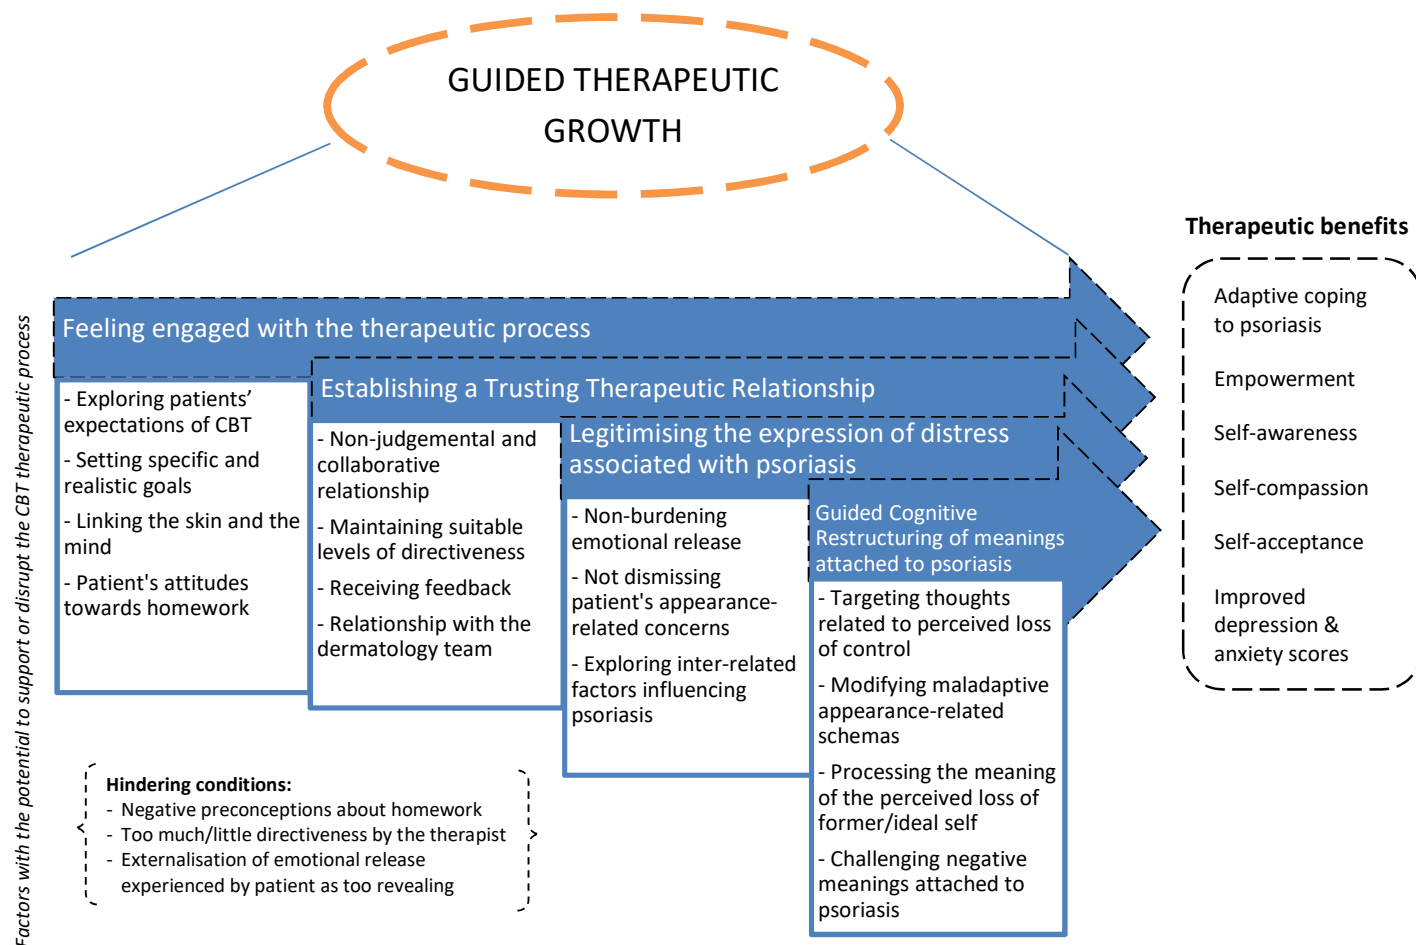 GUIDED THERAPEUTIC
GROWTH
Factors with the potential to support or disrupt the CBT therapeutic process
Feeling engaged with the therapeutic process
- Exploring patients’
expectations of CBT
- Setting specific and
realistic goals
- Linking the skin and the
mind
- Patient's attitudes
towards homework
Establishing a Trusting Therapeutic Relationship
- Non-judgemental and
collaborative
relationship
- Maintaining suitable
levels of directiveness
- Receiving feedback
- Relationship with the
dermatology team
Legitimising the expression of distress
associated with psoriasis
- Non-burdening
emotional release
- Not dismissing
patient's appearance-
related concerns
- Exploring inter-related
factors influencing
psoriasis
Guided Cognitive
Restructuring of meanings
attached to psoriasis
- Targeting thoughts
related to perceived loss
of control
- Modifying maladaptive
appearance-related
schemas
- Processing the meaning
of the perceived loss of
former/ideal self
- Challenging negative
meanings attached to
psoriasis
Hindering conditions:
- Negative preconceptions about homework
- Too much/little directiveness by the therapist
- Externalisation of emotional release
experienced by patient as too revealing
Therapeutic benefits
Adaptive coping
to psoriasis
Empowerment
Self-awareness
Self-compassion
Self-acceptance
Improved
depression &
anxiety scores